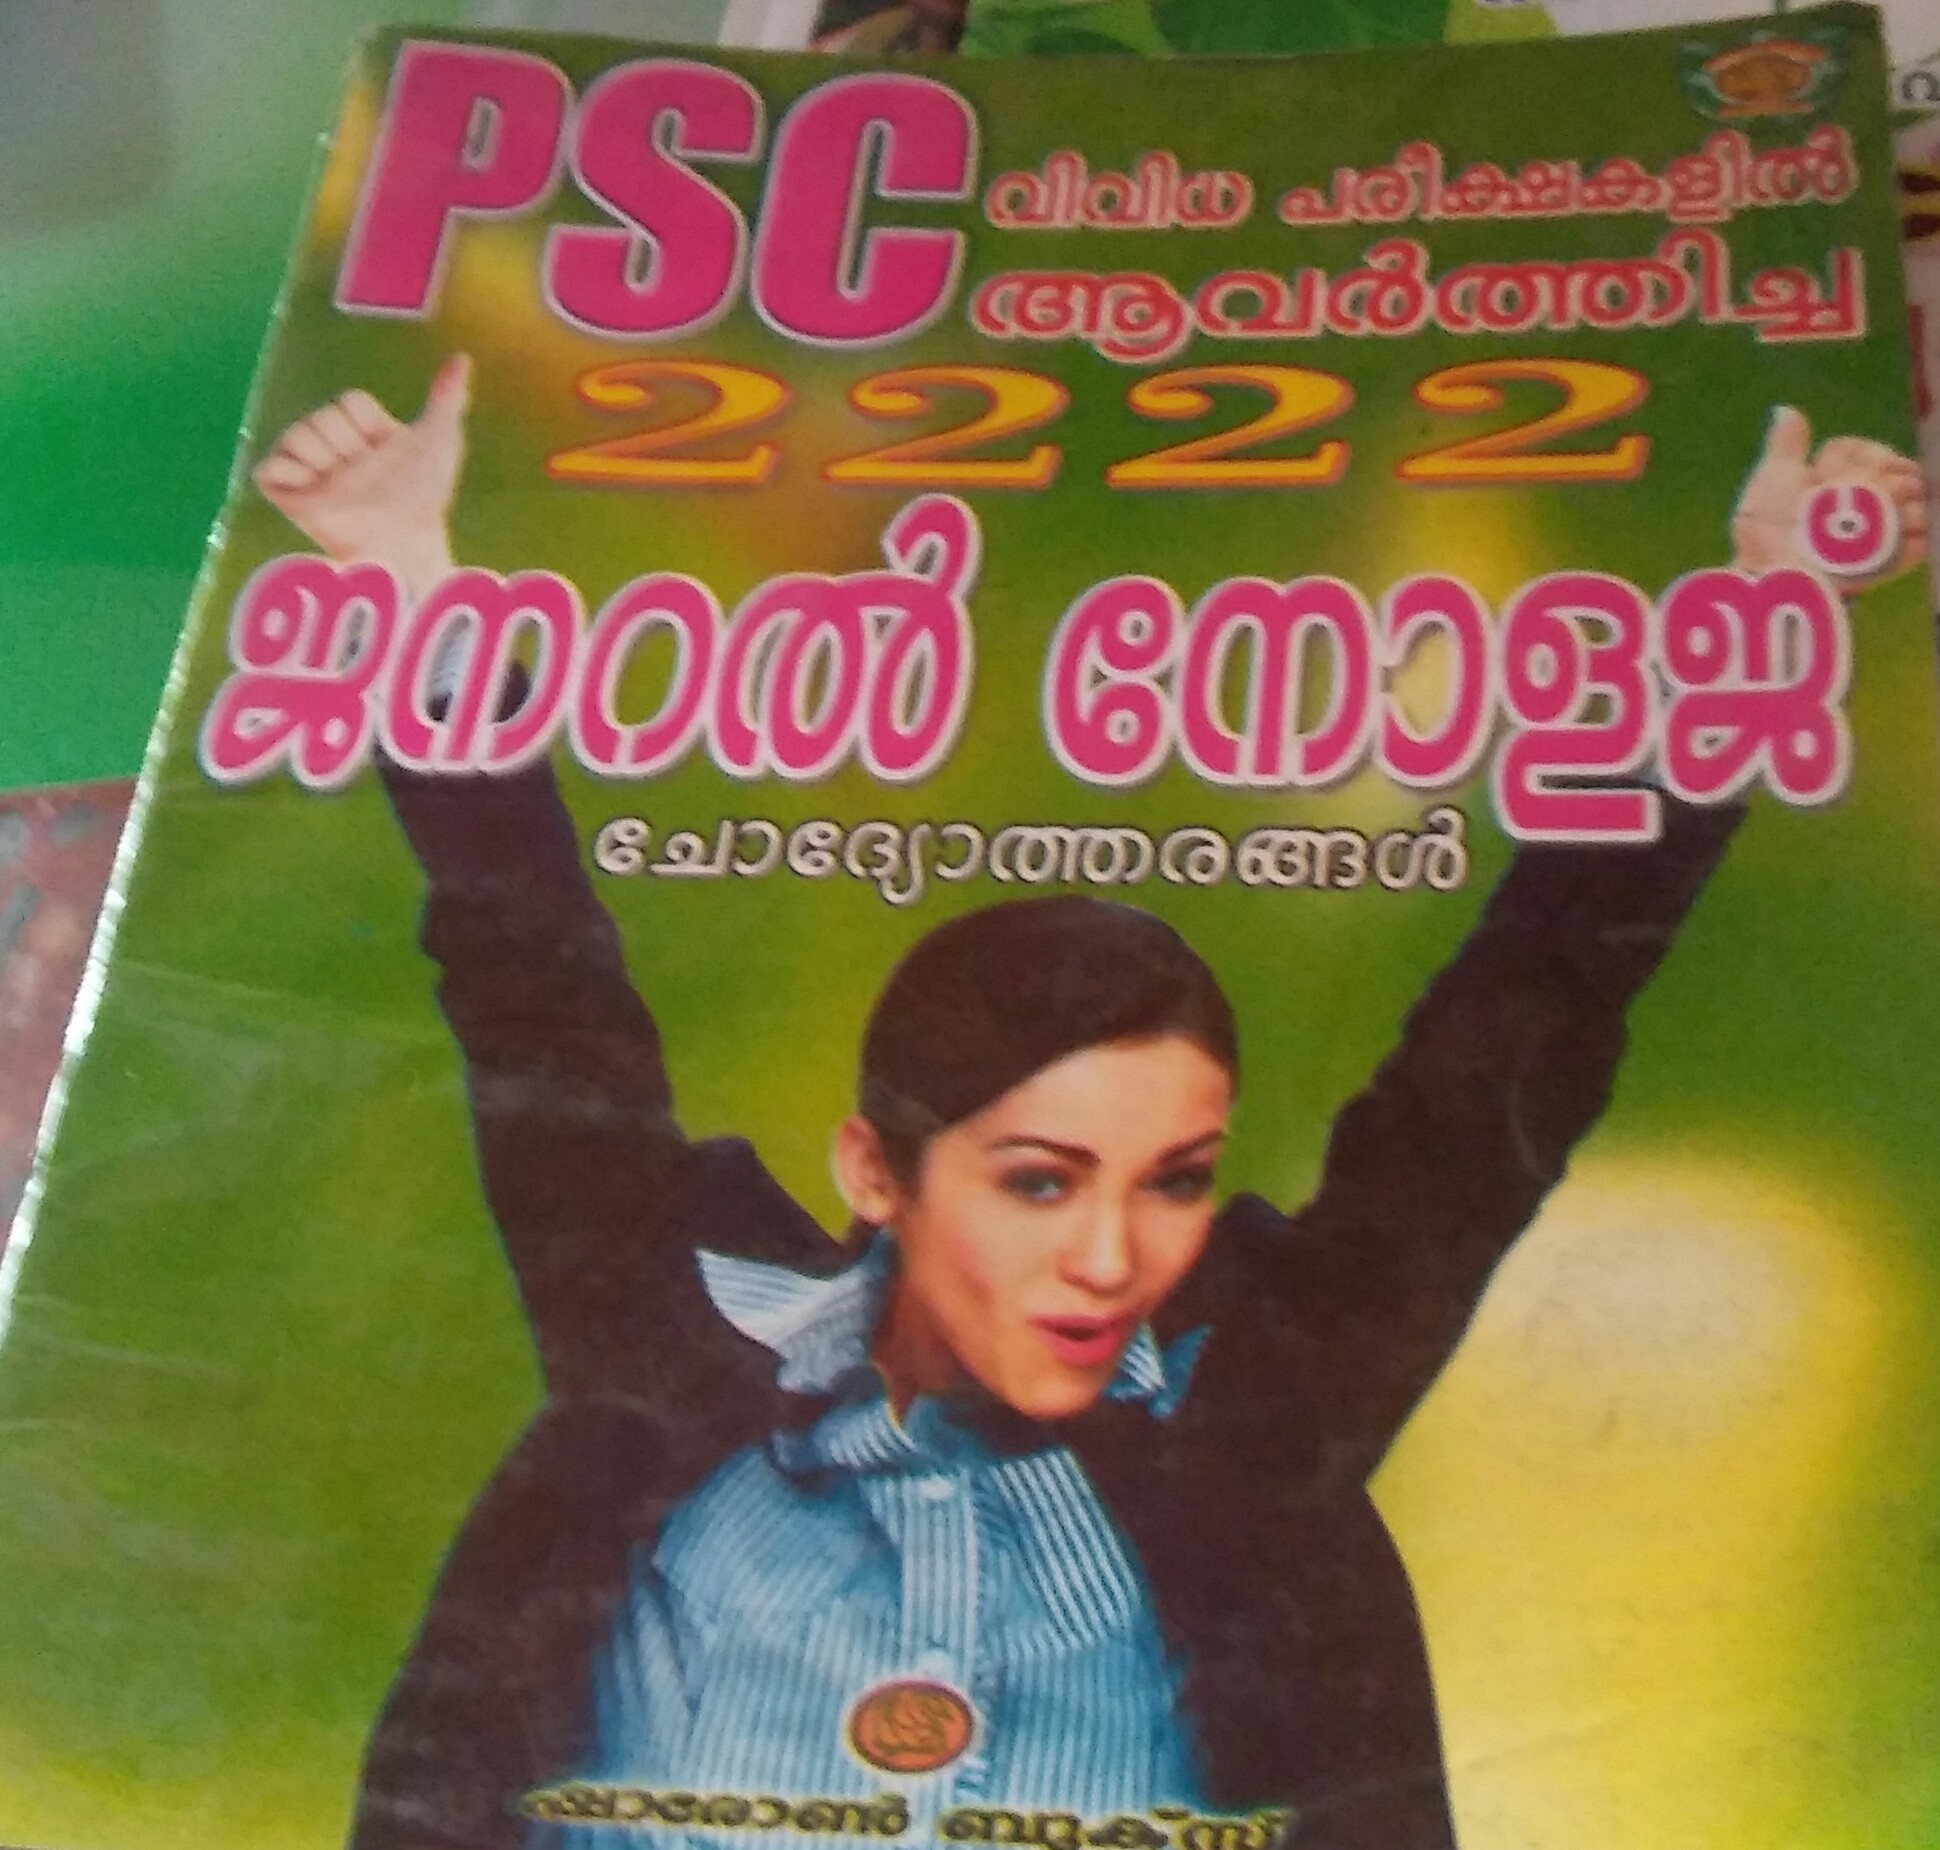 PSC വിവിധ പരീക്ഷകളിൽ
ആവർത്തിച്ച
2222
ജനറൽ നോളജ്
ചോദ്യോത്തരങ്ങൾ
ഷാരോൺ ബുക്സ്